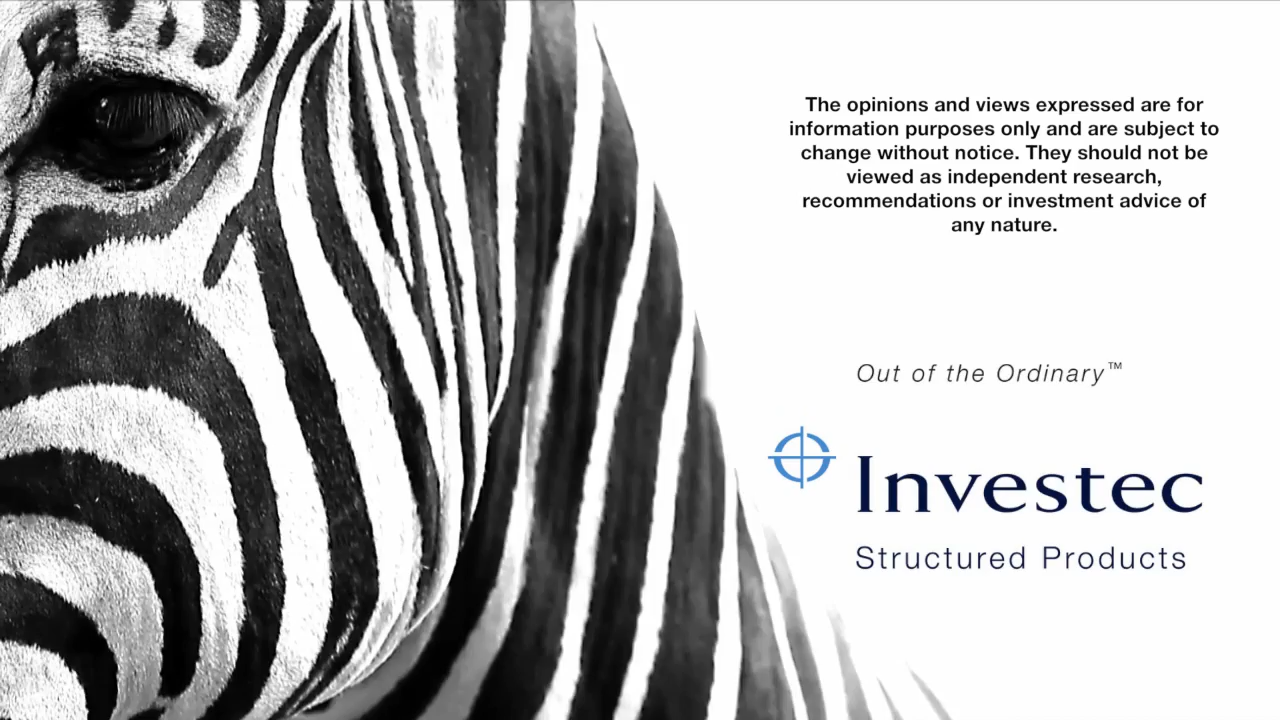 The opinions and views expressed are for
information purposes only and are subject to
change without notice. They should not be
viewed as independent research,
recommendations or investment advice of
any nature.
Out of the Ordinary™
Investec
Structured Products